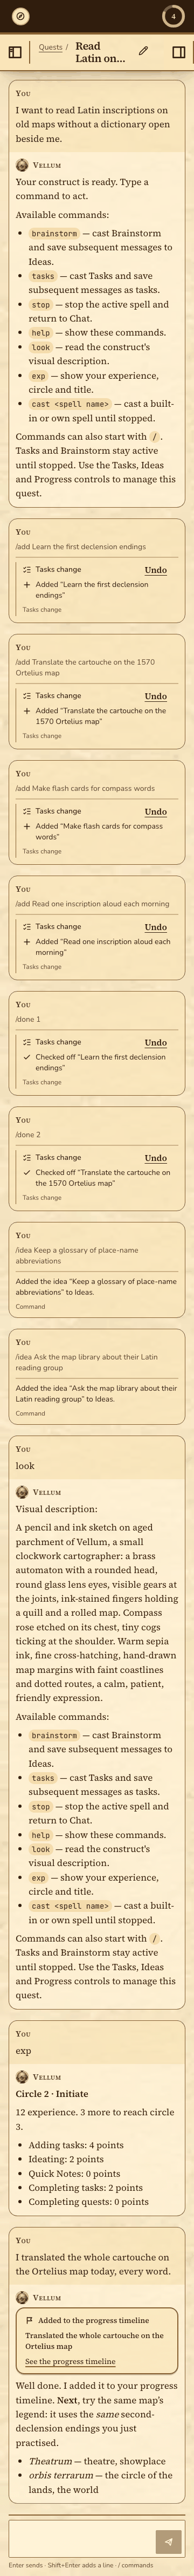 4
Quests / Read
Latin on...
You
I want to read Latin inscriptions on
old maps without a dictionary open
beside me.
Vellum
Your construct is ready. Type a
command to act.
Available commands:
brainstorm — cast Brainstorm
and save subsequent messages to
Ideas.
tasks — cast Tasks and save
subsequent messages as tasks.
stop — stop the active spell and
return to Chat.
help — show these commands.
look — read the construct's
visual description.
exp — show your experience,
circle and title.
cast <spell name> — cast a built-
in or own spell until stopped.
Commands can also start with /.
Tasks and Brainstorm stay active
until stopped. Use the Tasks, Ideas
and Progress controls to manage this
quest.
You
/add Learn the first declension endings
Tasks change Undo
Added “Learn the first declension
endings”
Tasks change
You
/add Translate the cartouche on the 1570
Ortelius map
Tasks change Undo
Added “Translate the cartouche on the
1570 Ortelius map”
Tasks change
You
/add Make flash cards for compass words
Tasks change Undo
Added “Make flash cards for compass
words”
Tasks change
You
/add Read one inscription aloud each morning
Tasks change Undo
Added “Read one inscription aloud each
morning”
Tasks change
You
/done 1
Tasks change Undo
Checked off “Learn the first declension
endings”
Tasks change
You
/done 2
Tasks change Undo
Checked off “Translate the cartouche on
the 1570 Ortelius map”
Tasks change
You
/idea Keep a glossary of place-name
abbreviations
Added the idea “Keep a glossary of place-name
abbreviations” to Ideas.
Command
You
/idea Ask the map library about their Latin
reading group
Added the idea “Ask the map library about their
Latin reading group” to Ideas.
Command
You
look
Vellum
Visual description:
A pencil and ink sketch on aged
parchment of Vellum, a small
clockwork cartographer: a brass
automaton with a rounded head,
round glass lens eyes, visible gears at
the joints, ink-stained fingers holding
a quill and a rolled map. Compass
rose etched on its chest, tiny cogs
ticking at the shoulder. Warm sepia
ink, fine cross-hatching, hand-drawn
map margins with faint coastlines
and dotted routes, a calm, patient,
friendly expression.
Available commands:
brainstorm — cast Brainstorm
and save subsequent messages to
Ideas.
tasks — cast Tasks and save
subsequent messages as tasks.
stop — stop the active spell and
return to Chat.
help — show these commands.
look — read the construct's
visual description.
exp — show your experience,
circle and title.
cast <spell name> — cast a built-
in or own spell until stopped.
Commands can also start with /.
Tasks and Brainstorm stay active
until stopped. Use the Tasks, Ideas
and Progress controls to manage this
quest.
You
exp
Vellum
Circle 2 · Initiate
12 experience. 3 more to reach circle
3.
Adding tasks: 4 points
Ideating: 2 points
Quick Notes: 0 points
Completing tasks: 2 points
Completing quests: 0 points
You
I translated the whole cartouche on
the Ortelius map today, every word.
Vellum
Added to the progress timeline
Translated the whole cartouche on the
Ortelius map
See the progress timeline
Well done. I added it to your progress
timeline. Next, try the same map's
legend: it uses the same second-
declension endings you just
practised.
Theatrum — theatre, showplace
orbis terrarum — the circle of the
lands, the world
Enter sends · Shift+Enter adds a line · / commands